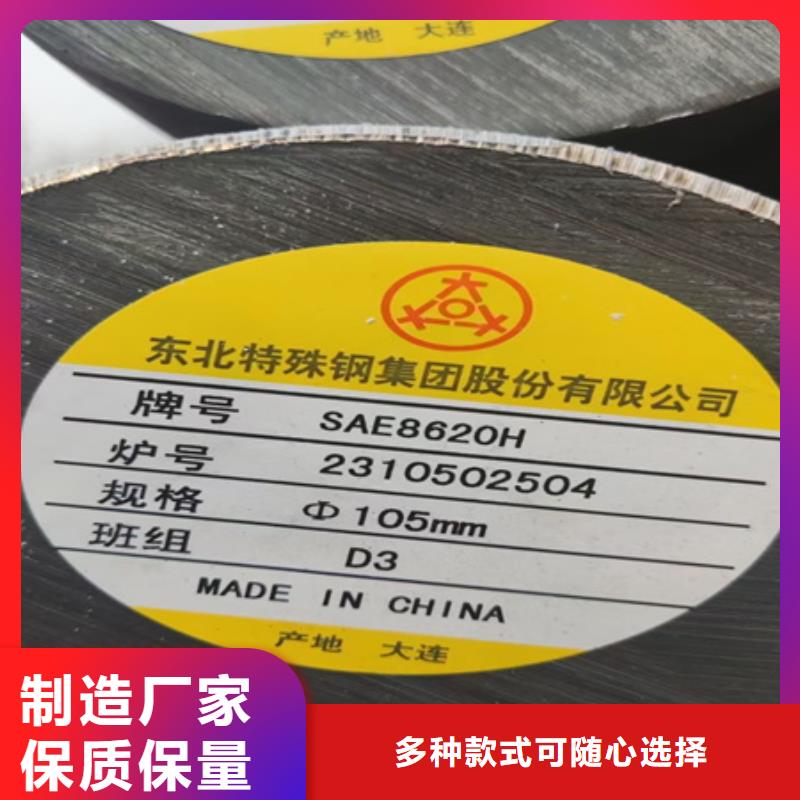 产地 大连
东北特殊钢集团股份有限公司
牌号 SAE8620H
炉号 2310502504
规格 Φ105mm
班组 D3
MADE IN CHINA
产地 大连
制造厂家
保质保量
多种款式可随心选择